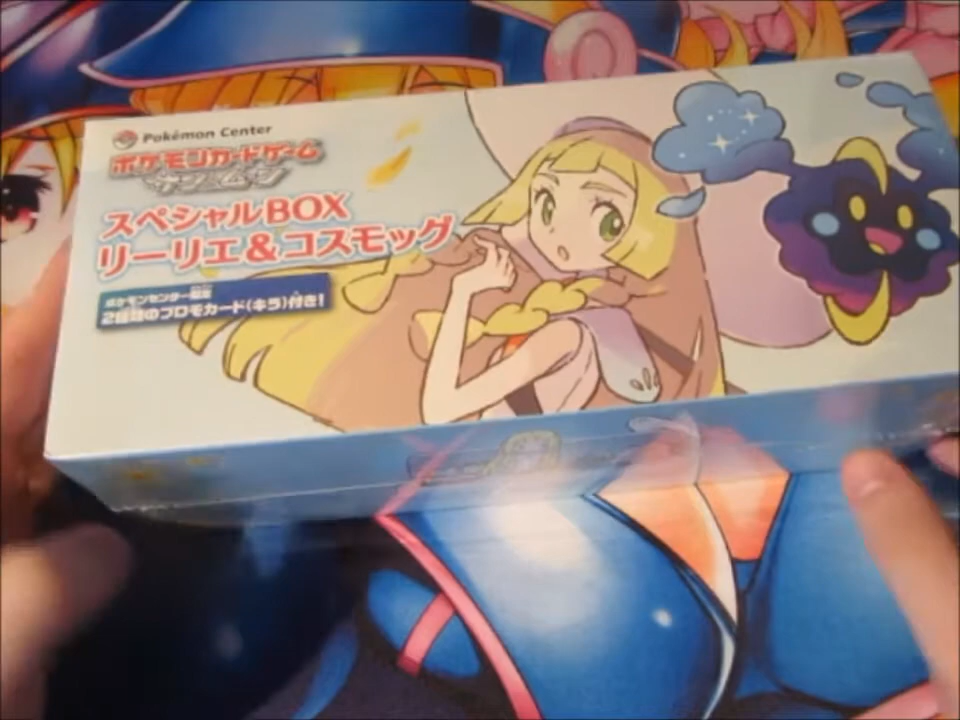 Pokémon Center
ポケモンカードゲーム
サン ムーン
スペシャルBOX
リーリエ&コスモッグ
ポケモンセンター限定
2種類のプロモカード(キラ)付き!